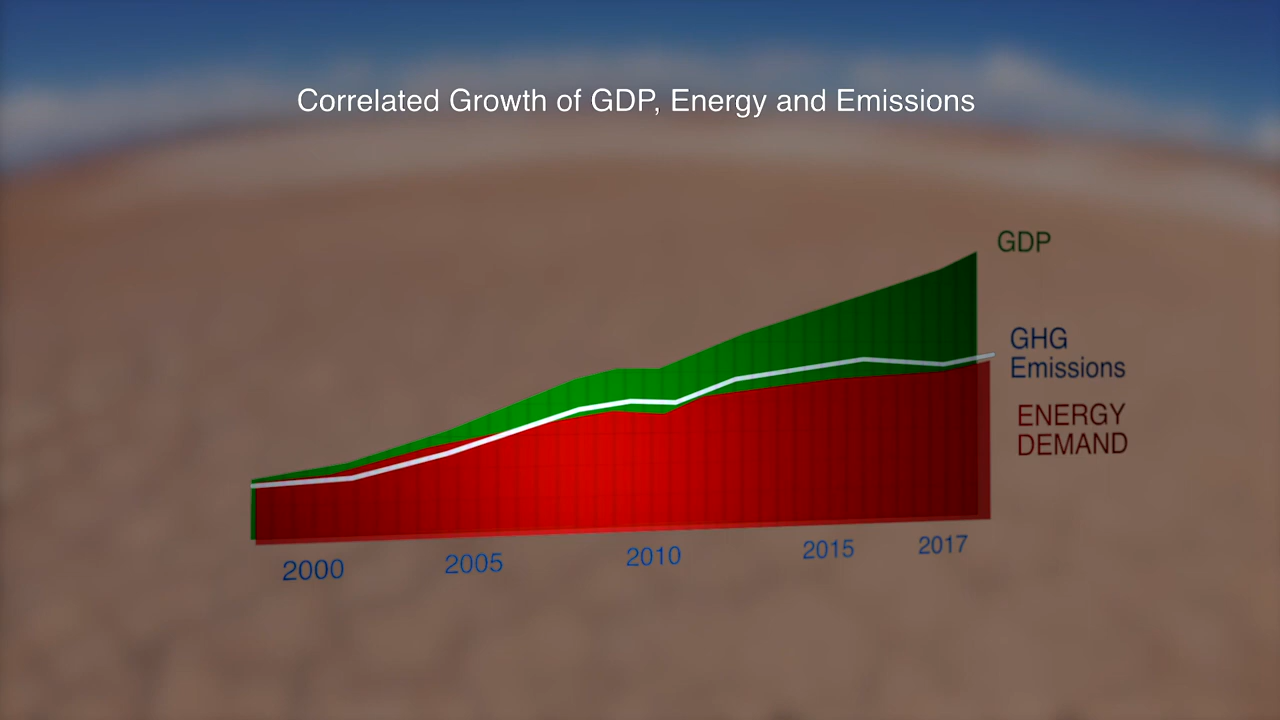 Correlated Growth of GDP, Energy and Emissions
GDP
GHG
Emissions
ENERGY
DEMAND
2000
2005
2010
2015
2017